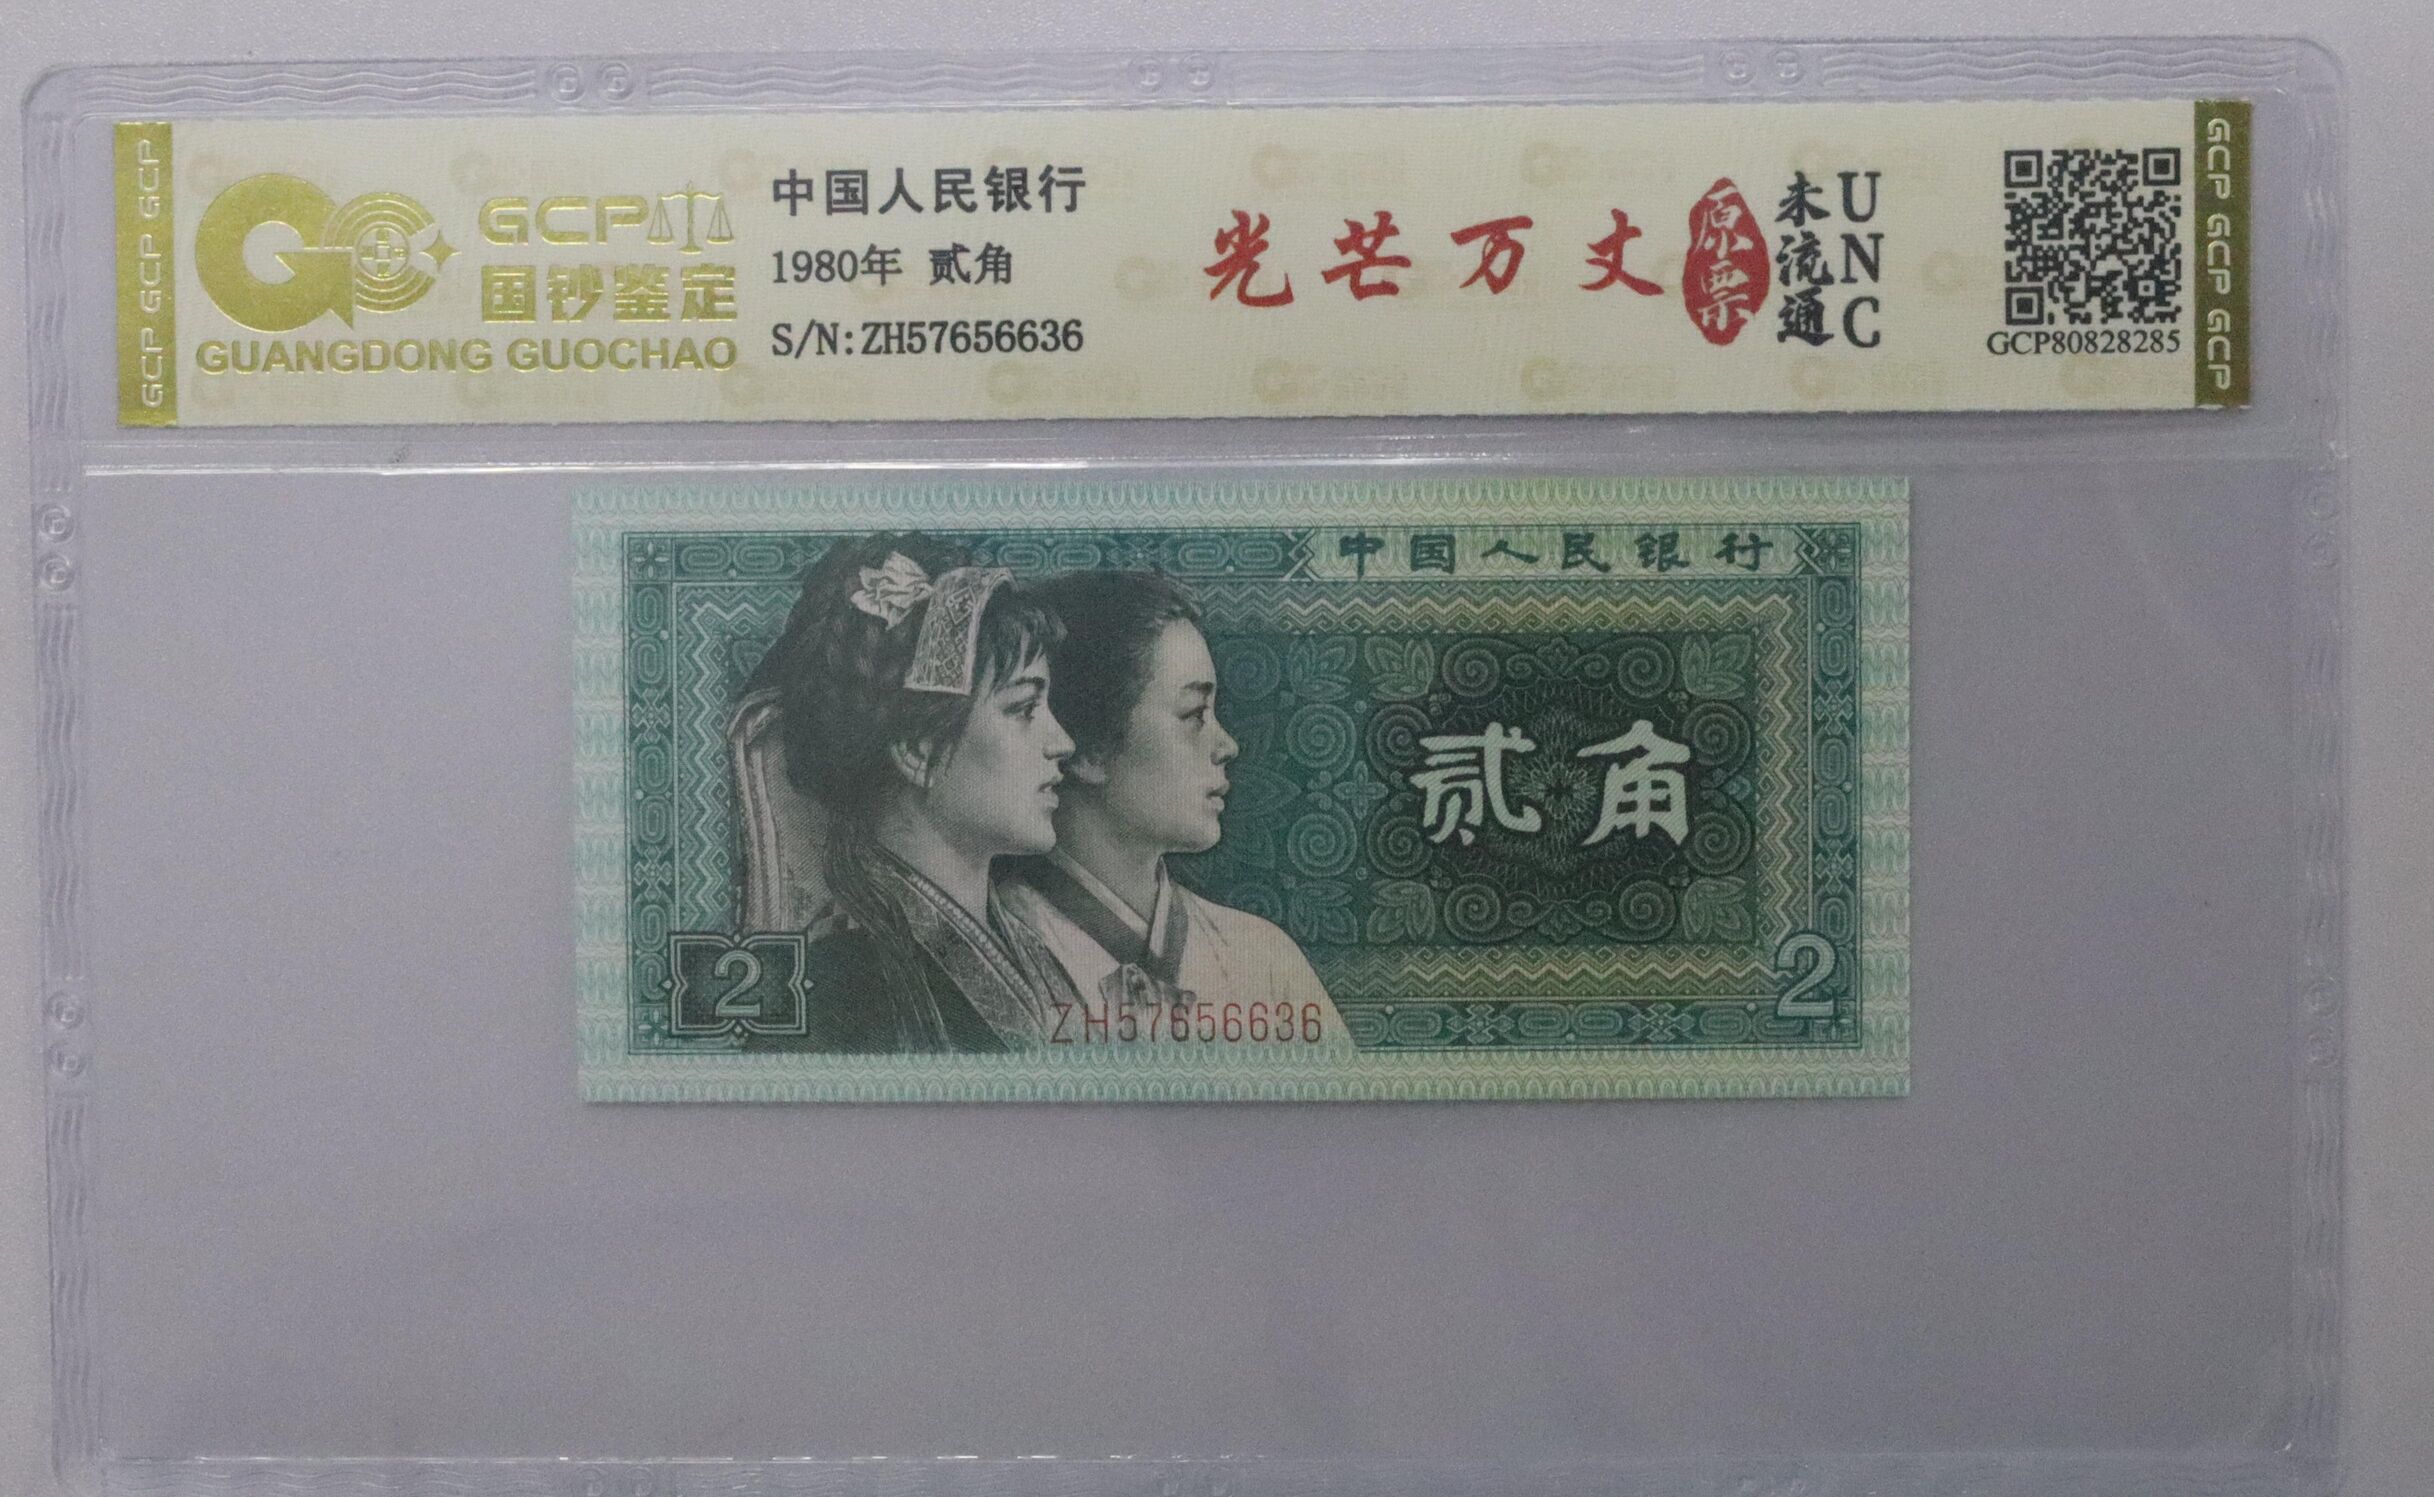 GCP GCP GCP
GCP
国钞鉴定
GUANGDONG GUOCHAO
中国人民银行
1980年 贰角
S/N:ZH57656636
光芒万丈
原票
未流通
UNC
GCP80828285
GCP GCP GCP
中国人民银行
贰角
2
2
ZH57656636